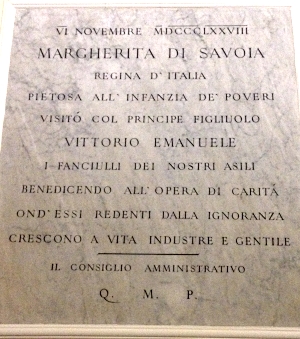 VI NOVEMBRE MDCCCLXXVIII
MARGHERITA DI SAVOIA
REGINA D'ITALIA
PIETOSA ALL'INFANZIA DE' POVERI
VISITÓ COL PRINCIPE FIGLIUOLO
VITTORIO EMANUELE
I FANCIULLI DEI NOSTRI ASILI
BENEDICENDO ALL'OPERA DI CARITÁ
OND'ESSI REDENTI DALLA IGNORANZA
CRESCONO A VITA INDUSTRE E GENTILE
IL CONSIGLIO AMMINISTRATIVO
Q. M. P.